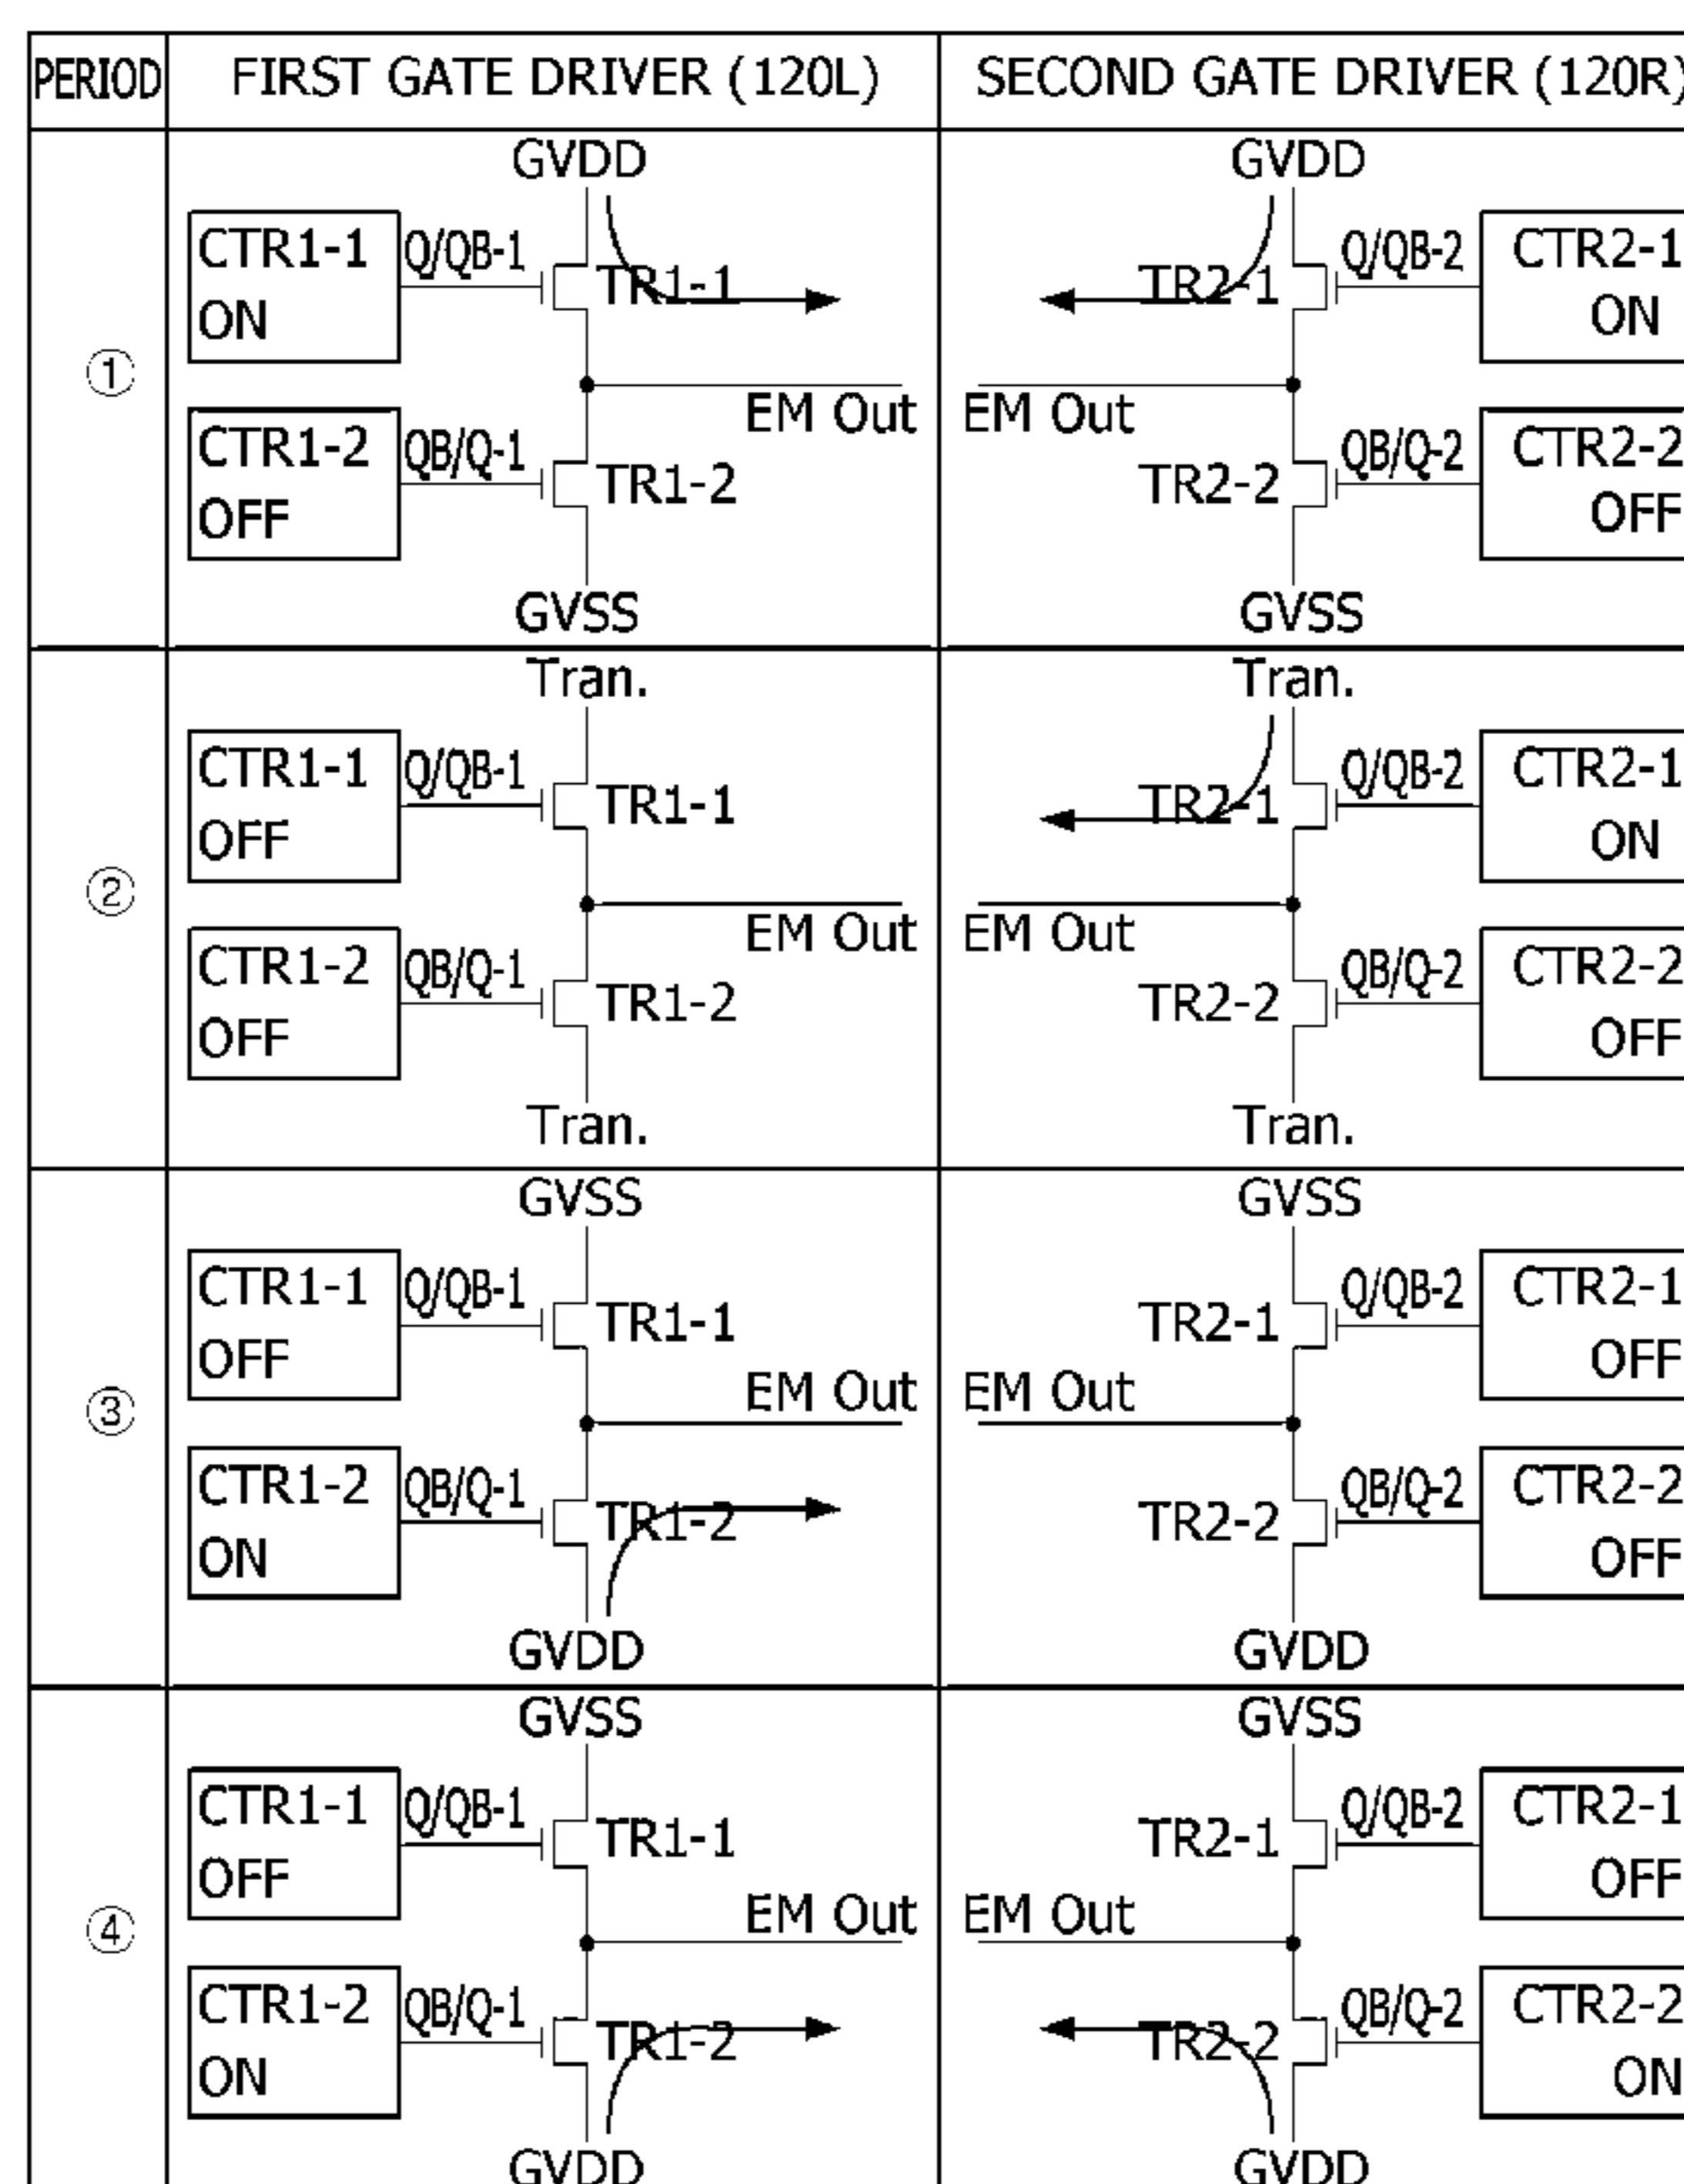 PERIOD FIRST GATE DRIVER (120L) SECOND GATE DRIVER (120R)
①
GVDD
CTR1-1 Q/QB-1
ON
TR1-1
EM Out
CTR1-2 QB/Q-1
OFF
TR1-2
GVSS
GVDD
TR2-1
Q/QB-2 CTR2-1
ON
EM Out
TR2-2
QB/Q-2 CTR2-2
OFF
GVSS
②
Tran.
CTR1-1 Q/QB-1
OFF
TR1-1
EM Out
CTR1-2 QB/Q-1
OFF
TR1-2
Tran.
Tran.
TR2-1
Q/QB-2 CTR2-1
ON
EM Out
TR2-2
QB/Q-2 CTR2-2
OFF
Tran.
③
GVSS
CTR1-1 Q/QB-1
OFF
TR1-1
EM Out
CTR1-2 QB/Q-1
ON
TR1-2
GVDD
GVSS
TR2-1
Q/QB-2 CTR2-1
OFF
EM Out
TR2-2
QB/Q-2 CTR2-2
OFF
GVDD
④
GVSS
CTR1-1 Q/QB-1
OFF
TR1-1
EM Out
CTR1-2 QB/Q-1
ON
TR1-2
GVDD
GVSS
TR2-1
Q/QB-2 CTR2-1
OFF
EM Out
TR2-2
QB/Q-2 CTR2-2
ON
GVDD